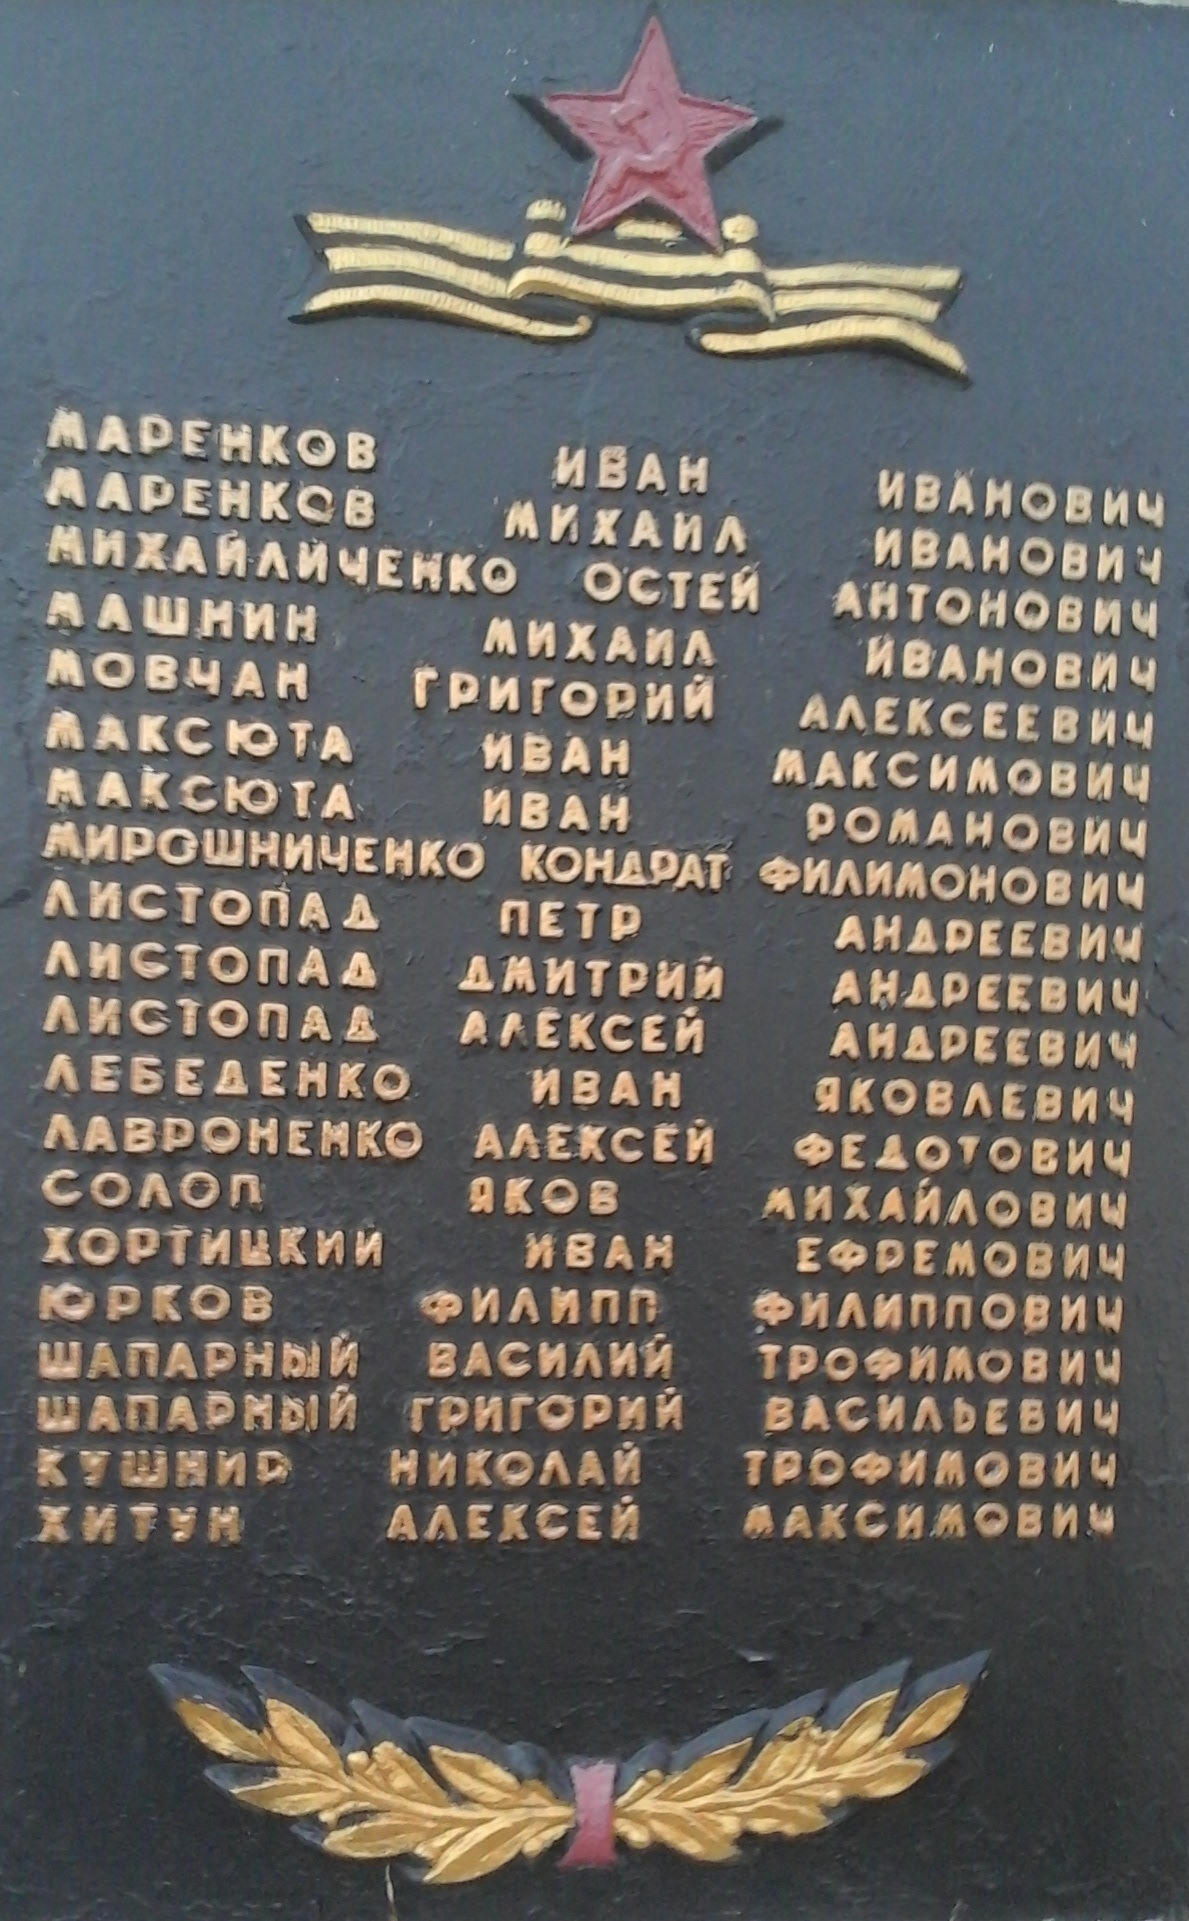 МАРЕНКОВ ИВАН ИВАНОВИЧ
МАРЕНКОВ МИХАИЛ ИВАНОВИЧ
МИХАЙЛИЧЕНКО ОСТЕЙ АНТОНОВИЧ
МАШНИН МИХАИЛ ИВАНОВИЧ
МОВЧАН ГРИГОРИЙ АЛЕКСЕЕВИЧ
МАКСЮТА ИВАН МАКСИМОВИЧ
МАКСЮТА ИВАН РОМАНОВИЧ
МИРОШНИЧЕНКО КОНДРАТ ФИЛИМОНОВИЧ
ЛИСТОПАД ПЕТР АНДРЕЕВИЧ
ЛИСТОПАД ДМИТРИЙ АНДРЕЕВИЧ
ЛИСТОПАД АЛЕКСЕЙ АНДРЕЕВИЧ
ЛЕБЕДЕНКО ИВАН ЯКОВЛЕВИЧ
ЛАВРОНЕНКО АЛЕКСЕЙ ФЕДОТОВИЧ
СОЛОП ЯКОВ МИХАЙЛОВИЧ
ХОРТИЦКИЙ ИВАН ЕФРЕМОВИЧ
ЮРКОВ ФИЛИПП ФИЛИППОВИЧ
ШАПАРНЫЙ ВАСИЛИЙ ТРОФИМОВИЧ
ШАПАРНЫЙ ГРИГОРИЙ ВАСИЛЬЕВИЧ
КУШНИР НИКОЛАЙ ТРОФИМОВИЧ
ХИТУН АЛЕКСЕЙ МАКСИМОВИЧ